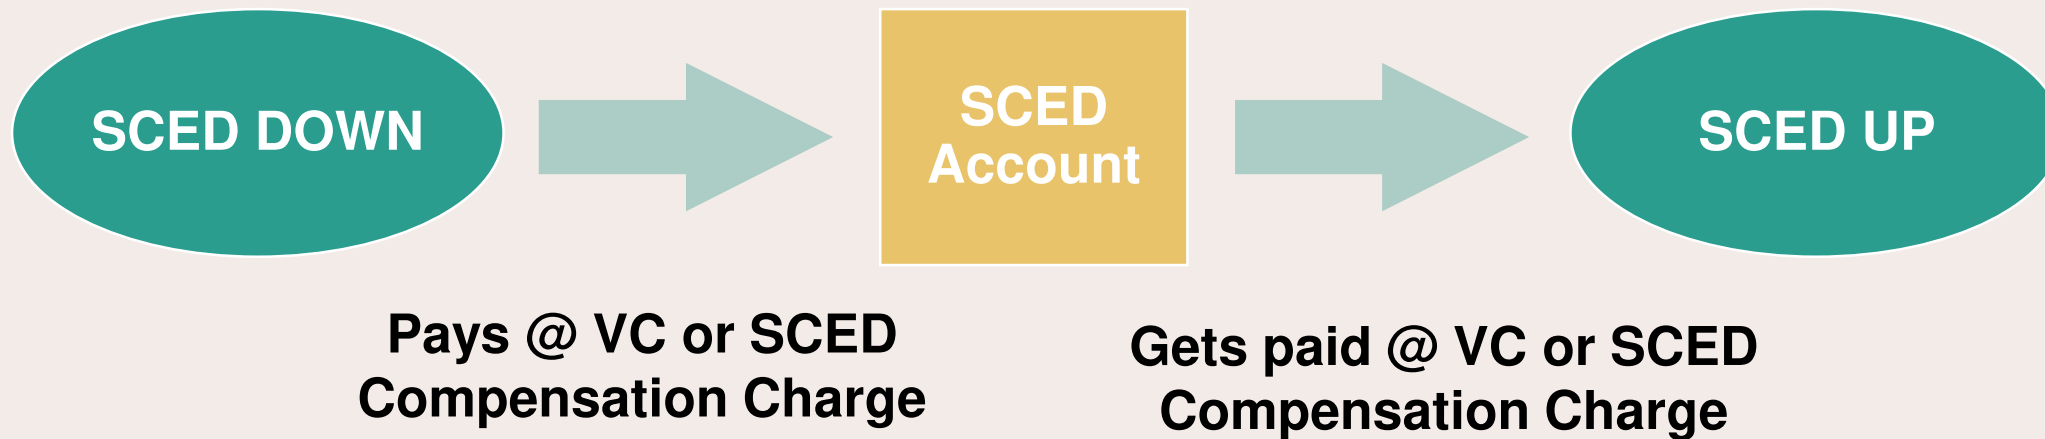 SCED DOWN
SCED
Account
SCED UP
Pays @ VC or SCED
Compensation Charge
Gets paid @ VC or SCED
Compensation Charge